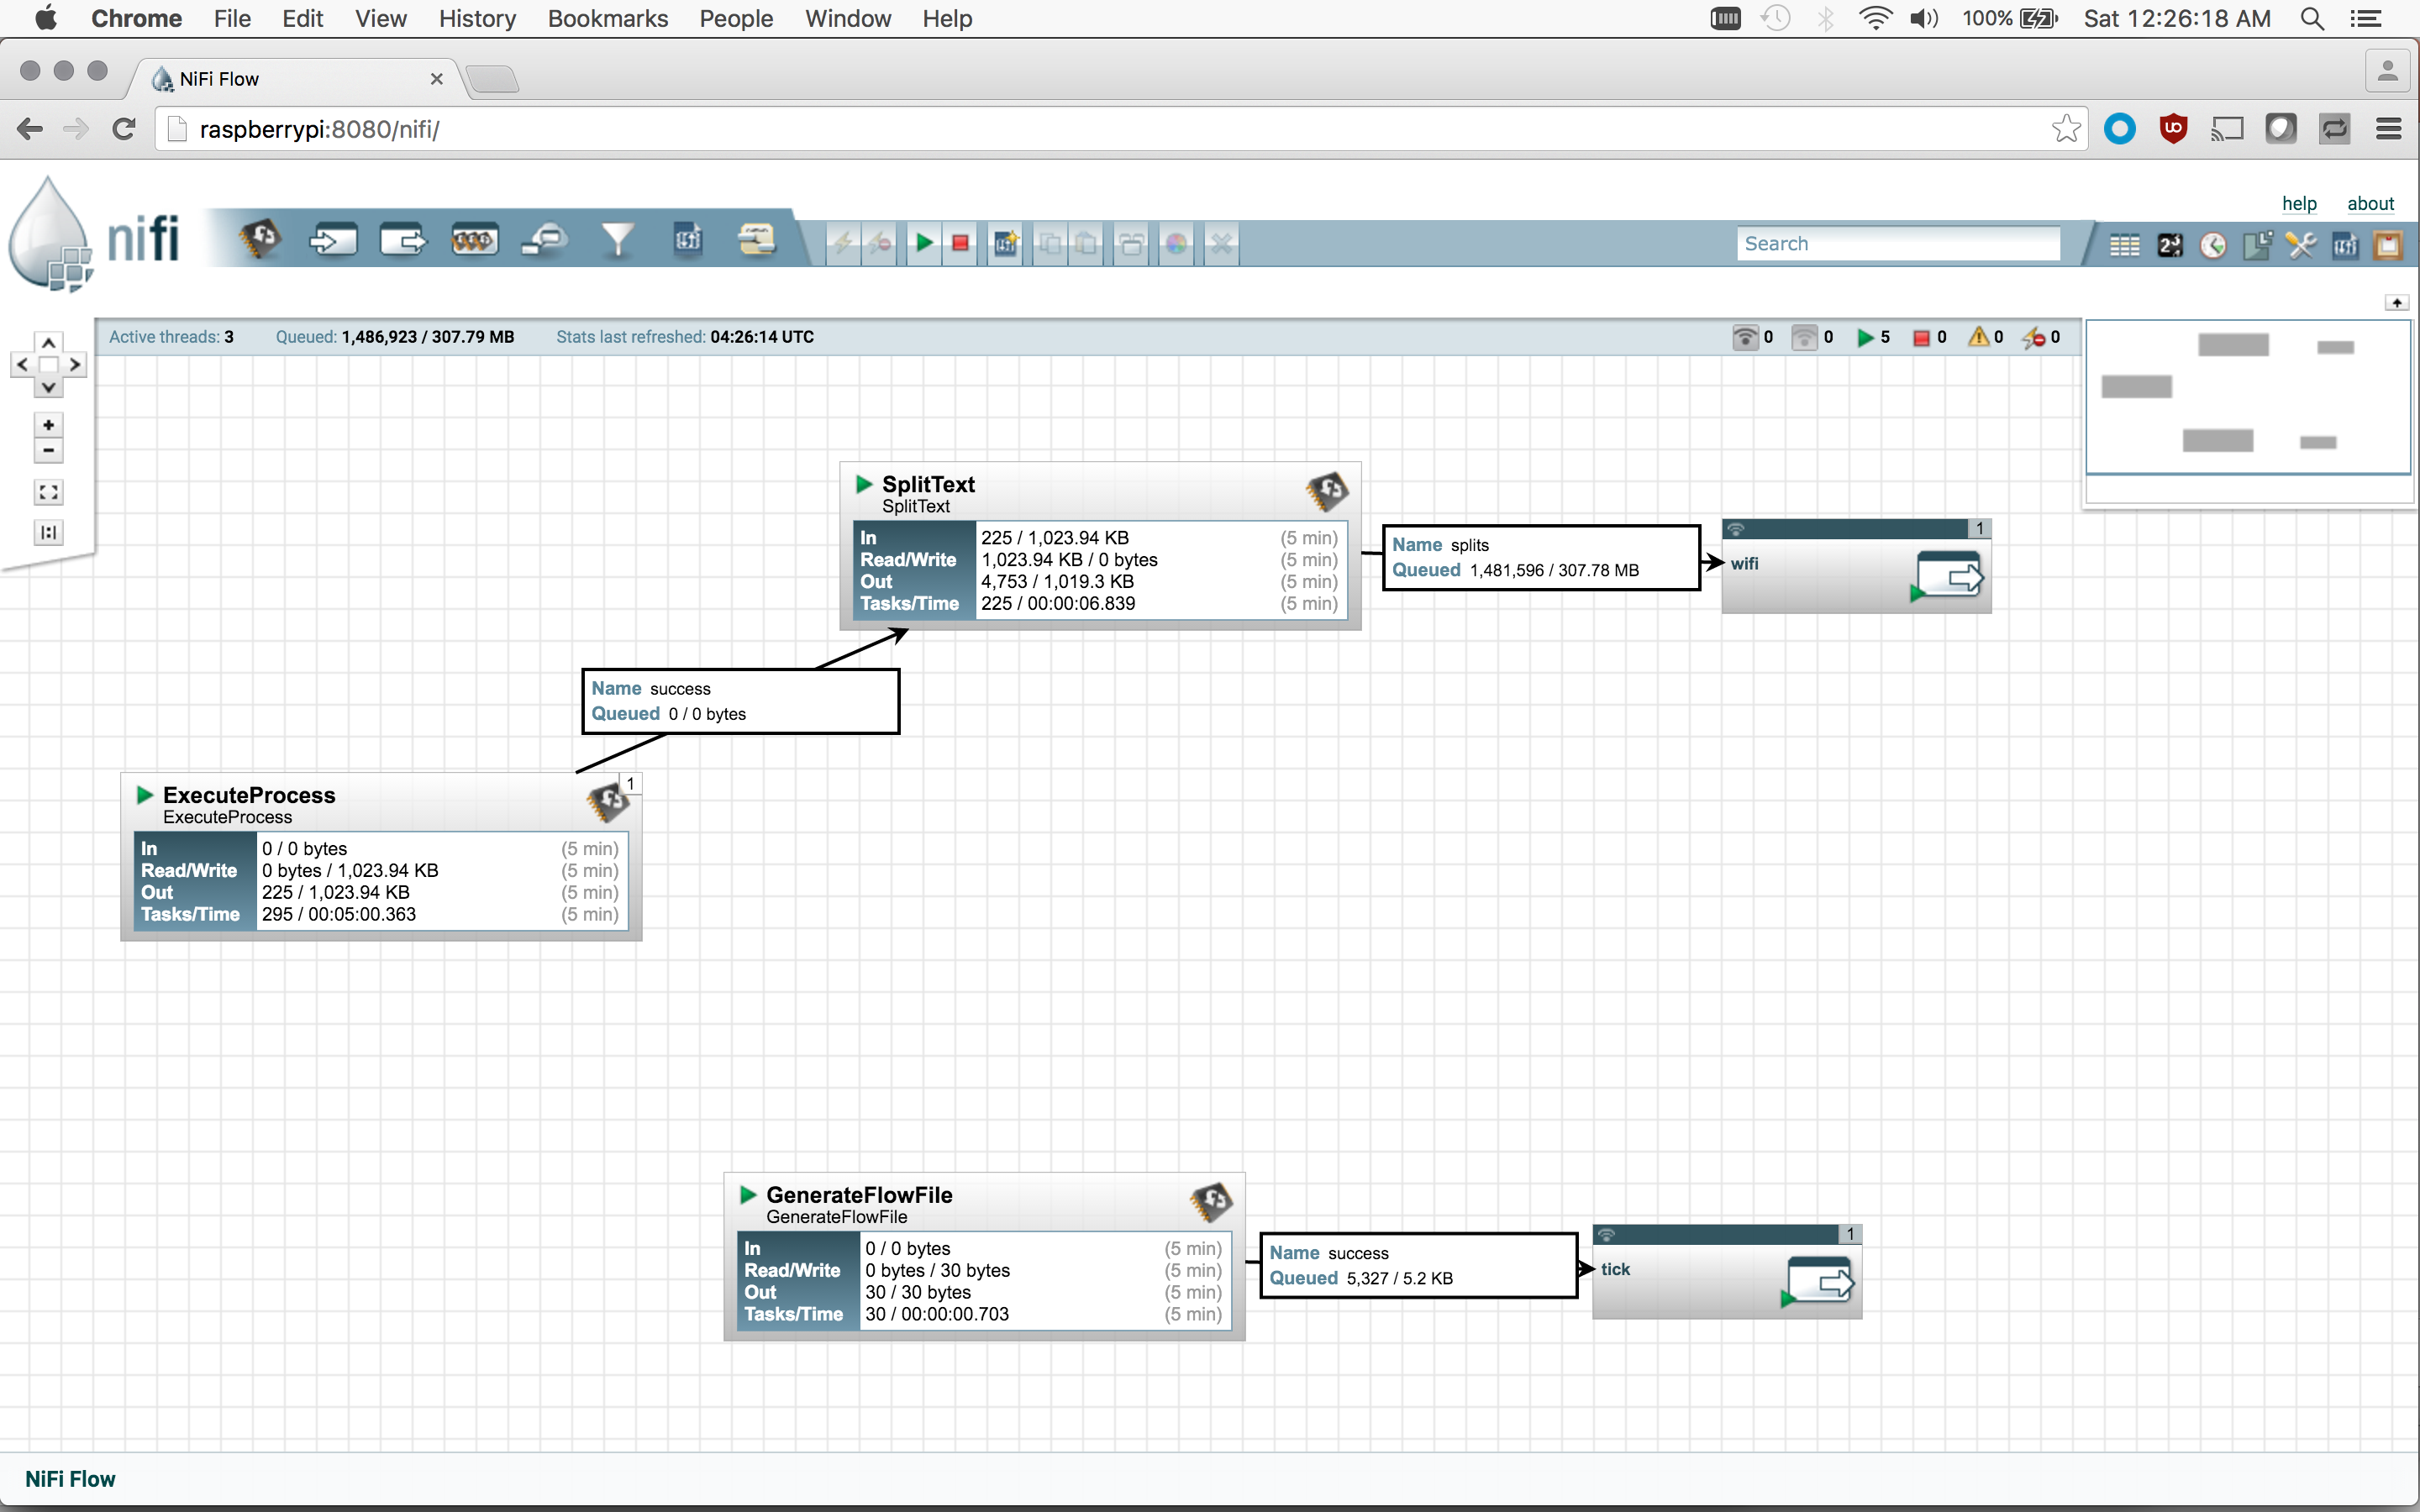 Chrome File Edit View History Bookmarks People Window Help 100% Sat 12:26:18 AM
NiFi Flow
raspberrypi:8080/nifi/
help about
nifi
Search
Active threads: 3 Queued: 1,486,923 / 307.79 MB Stats last refreshed: 04:26:14 UTC 0 0 5 0 0 0
SplitText
SplitText
In 225 / 1,023.94 KB (5 min)
Read/Write 1,023.94 KB / 0 bytes (5 min)
Out 4,753 / 1,019.3 KB (5 min)
Tasks/Time 225 / 00:00:06.839 (5 min)
Name splits
Queued 1,481,596 / 307.78 MB
1
wifi
Name success
Queued 0 / 0 bytes
1
ExecuteProcess
ExecuteProcess
In 0 / 0 bytes (5 min)
Read/Write 0 bytes / 1,023.94 KB (5 min)
Out 225 / 1,023.94 KB (5 min)
Tasks/Time 295 / 00:05:00.363 (5 min)
GenerateFlowFile
GenerateFlowFile
In 0 / 0 bytes (5 min)
Read/Write 0 bytes / 30 bytes (5 min)
Out 30 / 30 bytes (5 min)
Tasks/Time 30 / 00:00:00.703 (5 min)
Name success
Queued 5,327 / 5.2 KB
1
tick
NiFi Flow